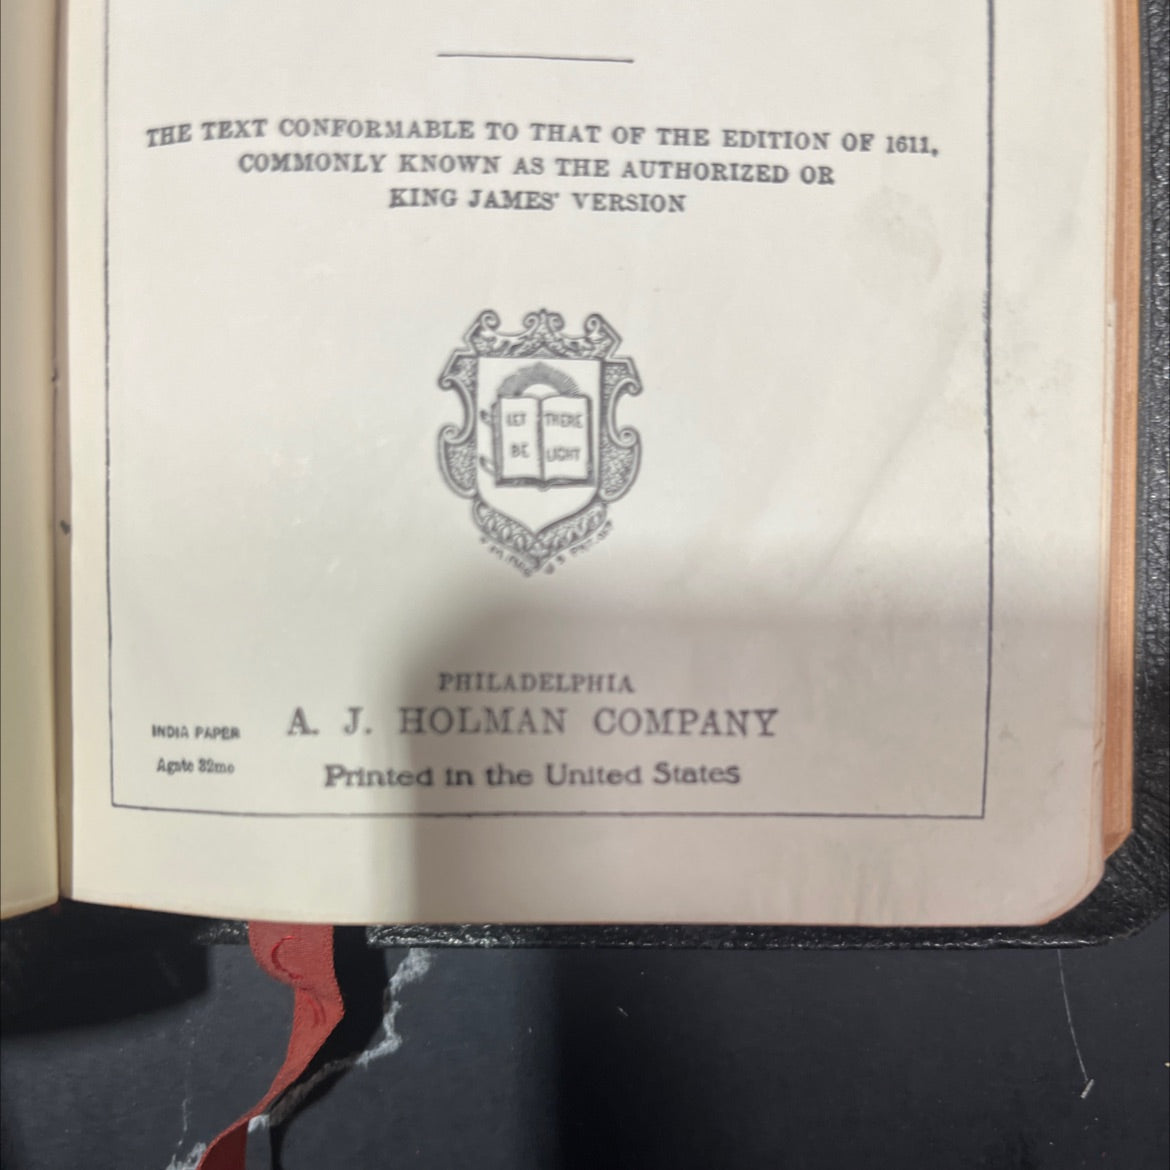 THE TEXT CONFORMABLE TO THAT OF THE EDITION OF 1611,
COMMONLY KNOWN AS THE AUTHORIZED OR
KING JAMES' VERSION
LET THERE
BE LIGHT
PHILADELPHIA
A. J. HOLMAN COMPANY
INDIA PAPER
Agate 32mo
Printed in the United States